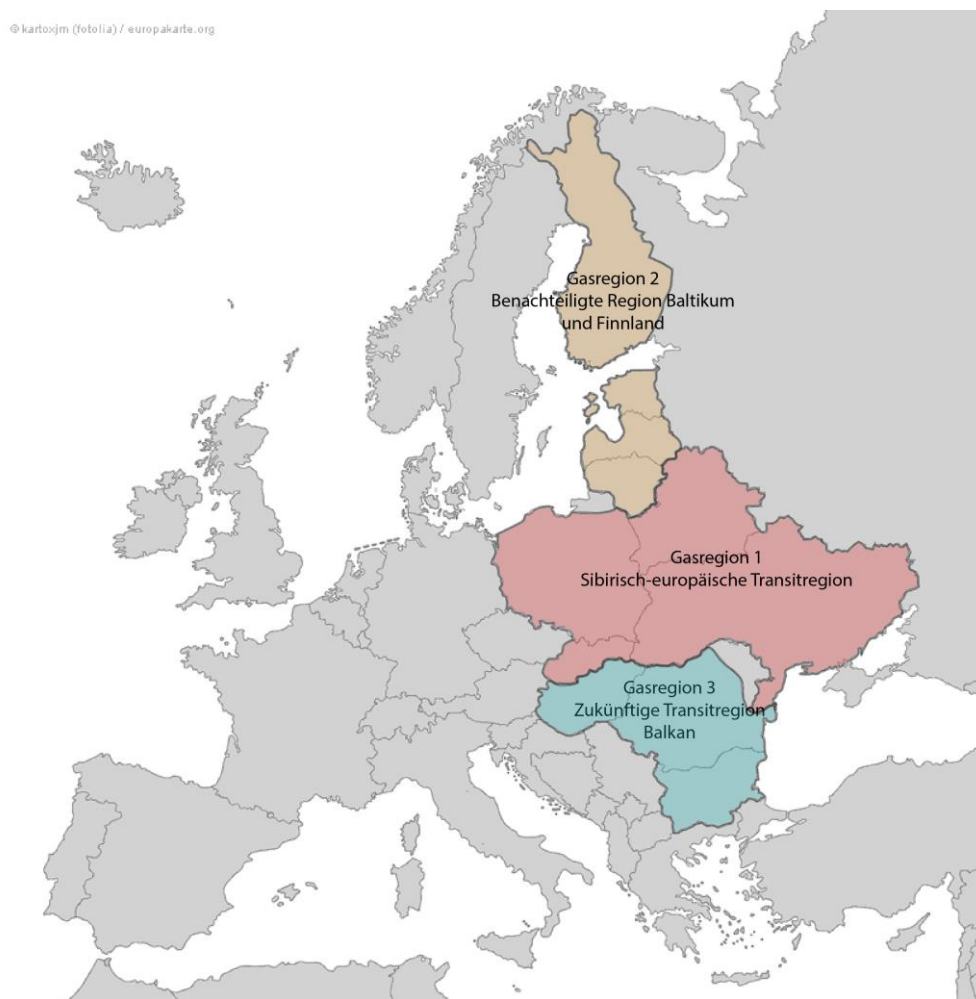 © kartoxjm (fotolia) / europakarte.org
Gasregion 2
Benachteiligte Region Baltikum
und Finnland
Gasregion 1
Sibirisch-europäische Transitregion
Gasregion 3
Zukünftige Transitregion
Balkan